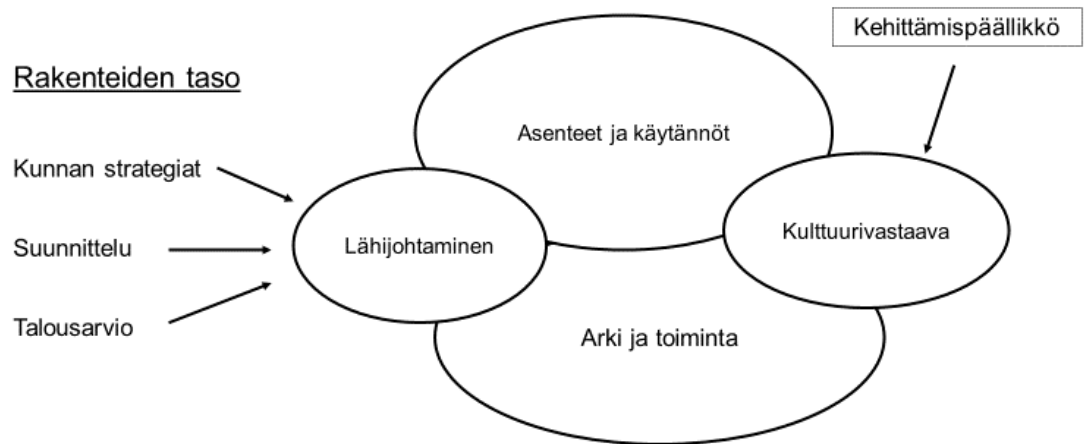 Kehittämispäällikkö
Rakenteiden taso
Asenteet ja käytännöt
Kunnan strategiat
Suunnittelu
Lähijohtaminen
Kulttuurivastaava
Talousarvio
Arki ja toiminta